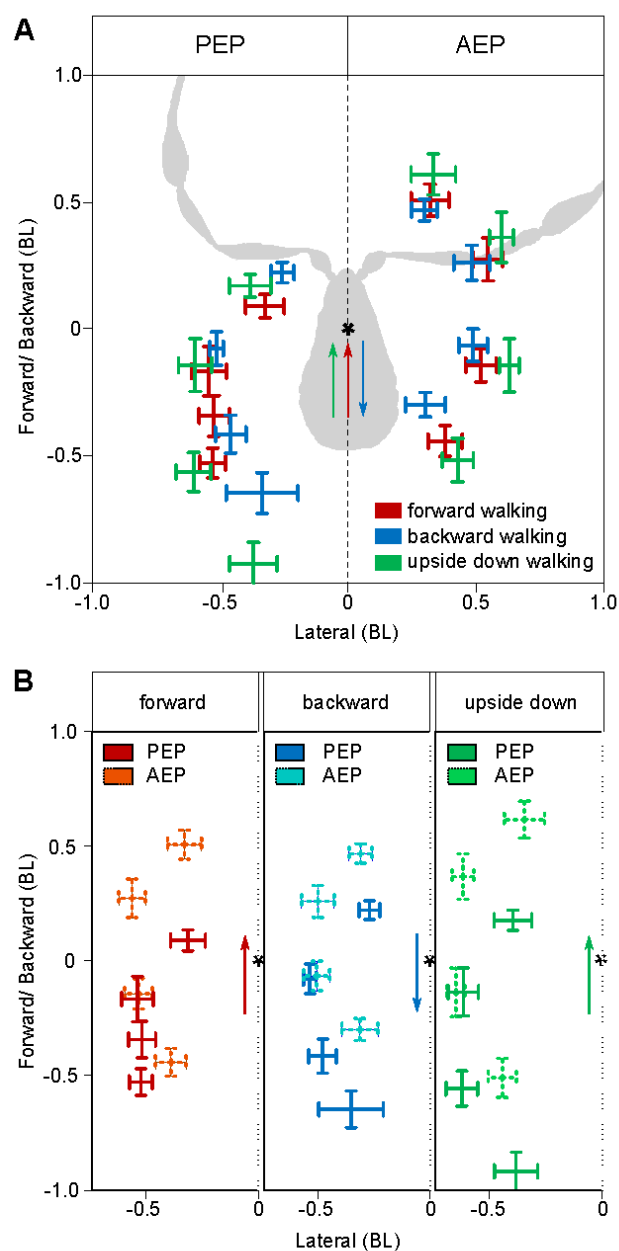 A
PEP AEP
1.0
0.5
0
-0.5
-1.0
Forward/ Backward (BL)
*
forward walking
backward walking
upside down walking
-1.0 -0.5 0 0.5 1.0
Lateral (BL)
B
forward backward upside down
1.0
0.5
0
-0.5
-1.0
Forward/ Backward (BL)
PEP PEP PEP
AEP AEP AEP
* * *
-0.5 0 -0.5 0 -0.5 0
Lateral (BL)